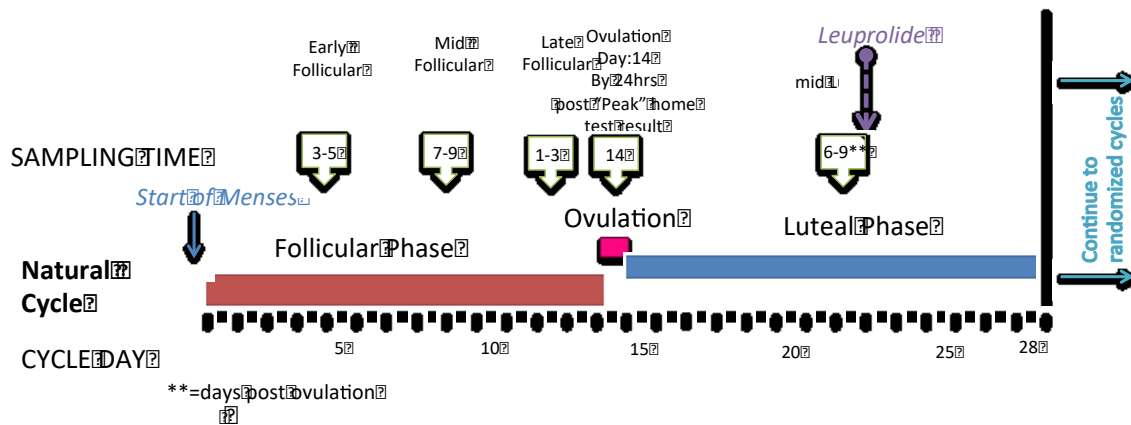 Early
Follicular
Mid
Follicular
Late
Follicular
Ovulation
Day:14
By 24hrs
post "Peak" home
test result
Leuprolide
mid L
SAMPLING TIME
3-5
7-9
1-3
14
6-9**
Start of Menses
Follicular Phase
Ovulation
Luteal Phase
Continue to
randomized cycles
Natural
Cycle
CYCLE DAY
5
10
15
20
25
28
**=days post ovulation